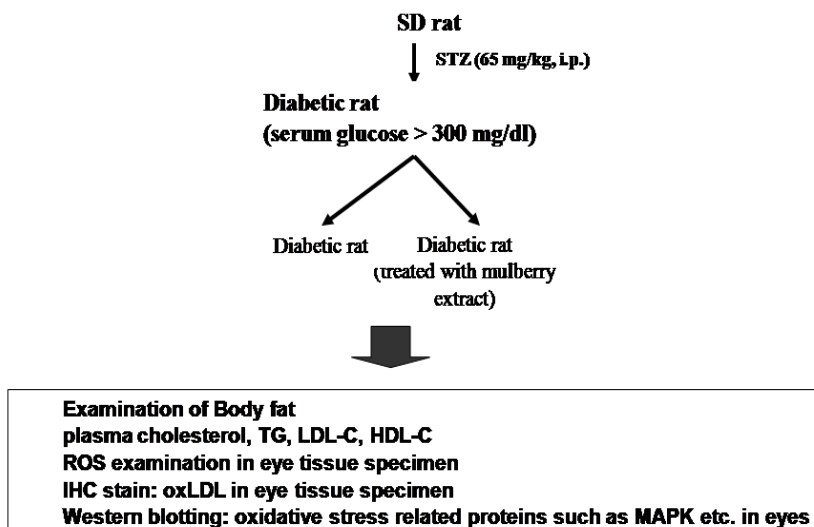 SD rat
STZ (65 mg/kg, i.p.)
Diabetic rat
(serum glucose > 300 mg/dl)
Diabetic rat
Diabetic rat
(treated with mulberry
extract)
Examination of Body fat
plasma cholesterol, TG, LDL-C, HDL-C
ROS examination in eye tissue specimen
IHC stain: oxLDL in eye tissue specimen
Western blotting: oxidative stress related proteins such as MAPK etc. in eyes